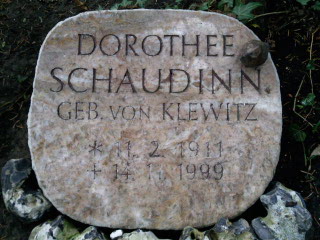 DOROTHEE
SCHAUDINN.
GEB. VON KLEWITZ
* 11. 2. 1911
+ 14. 1. 1999